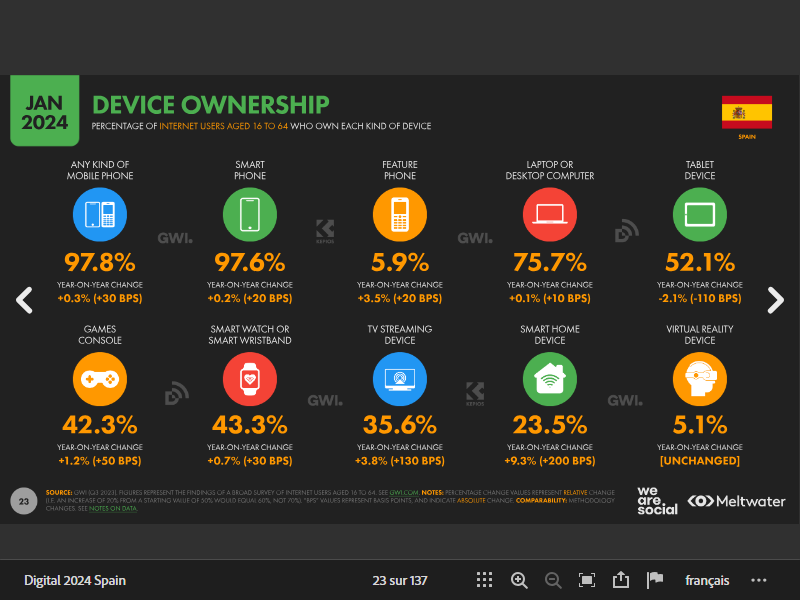 JAN
2024
DEVICE OWNERSHIP
PERCENTAGE OF INTERNET USERS AGED 16 TO 64 WHO OWN EACH KIND OF DEVICE
SPAIN
ANY KIND OF
MOBILE PHONE
SMART
PHONE
FEATURE
PHONE
LAPTOP OR
DESKTOP COMPUTER
TABLET
DEVICE
GWI.
KEPIOS
GWI.
97.8%
97.6%
5.9%
75.7%
52.1%
YEAR-ON-YEAR CHANGE
YEAR-ON-YEAR CHANGE
YEAR-ON-YEAR CHANGE
YEAR-ON-YEAR CHANGE
YEAR-ON-YEAR CHANGE
+0.3% (+30 BPS)
+0.2% (+20 BPS)
+3.5% (+20 BPS)
+0.1% (+10 BPS)
-2.1% (-110 BPS)
GAMES
CONSOLE
SMART WATCH OR
SMART WRISTBAND
TV STREAMING
DEVICE
SMART HOME
DEVICE
VIRTUAL REALITY
DEVICE
GWI.
KEPIOS
GWI.
42.3%
43.3%
35.6%
23.5%
5.1%
YEAR-ON-YEAR CHANGE
YEAR-ON-YEAR CHANGE
YEAR-ON-YEAR CHANGE
YEAR-ON-YEAR CHANGE
YEAR-ON-YEAR CHANGE
+1.2% (+50 BPS)
+0.7% (+30 BPS)
+3.8% (+130 BPS)
+9.3% (+200 BPS)
[UNCHANGED]
23
SOURCE: GWI (Q3 2023). FIGURES REPRESENT THE FINDINGS OF A BROAD SURVEY OF INTERNET USERS AGED 16 TO 64. SEE GWI.COM. NOTES: PERCENTAGE CHANGE VALUES REPRESENT RELATIVE CHANGE
(I.E. AN INCREASE OF 20% FROM A STARTING VALUE OF 50% WOULD EQUAL 60%, NOT 70%). "BPS" VALUES REPRESENT BASIS POINTS, AND INDICATE ABSOLUTE CHANGE. COMPARABILITY: METHODOLOGY
CHANGES. SEE NOTES ON DATA.
we
are.
social
Meltwater
Digital 2024 Spain
23 sur 137
français